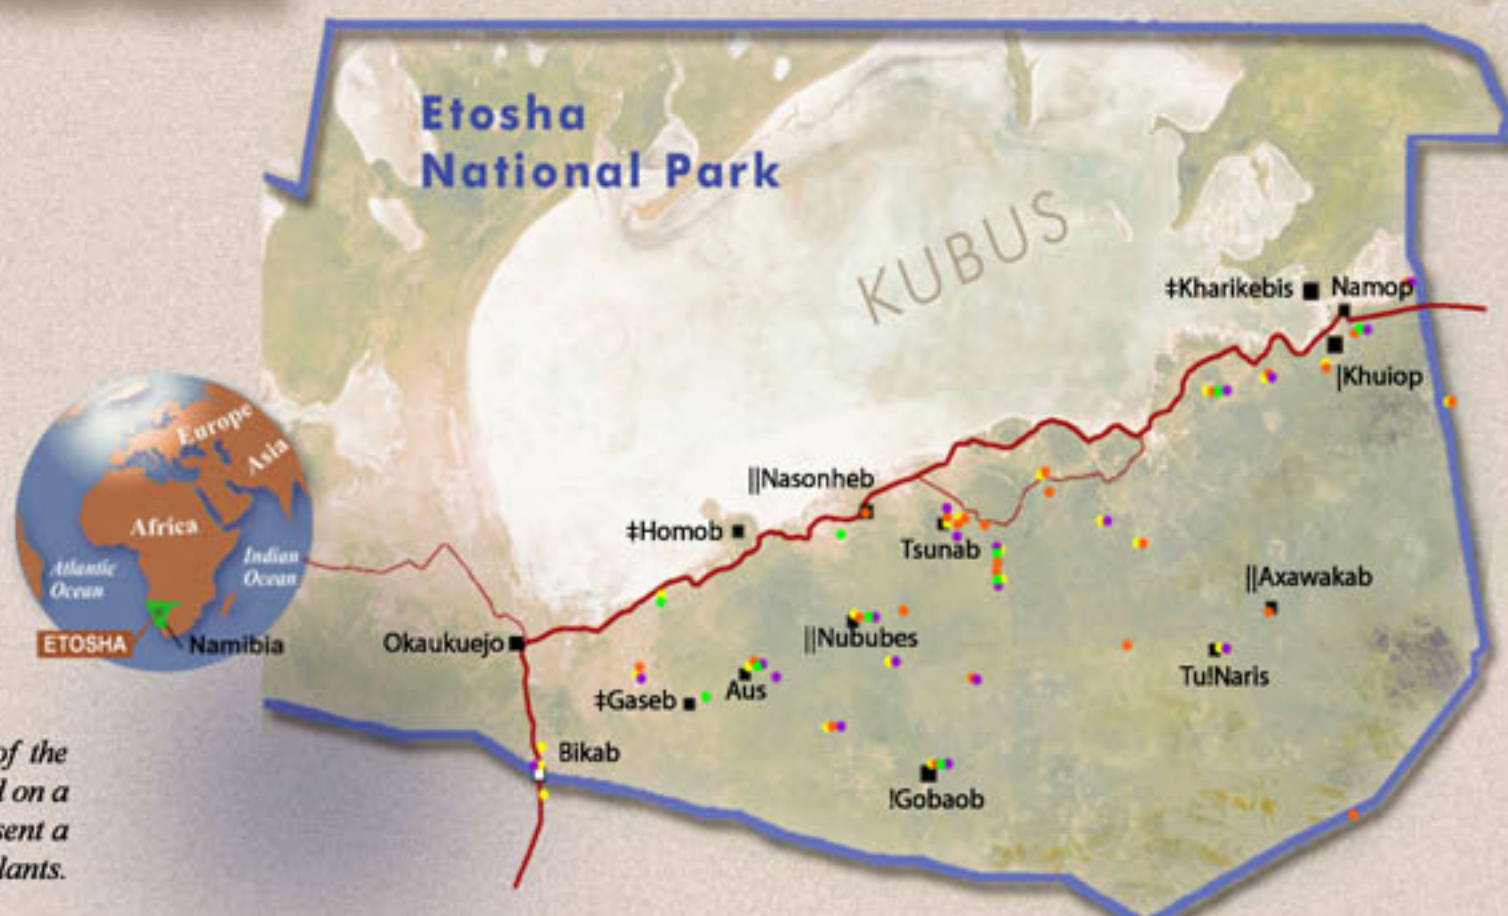 Etosha
National Park
KUBUS
‡Kharikebis
Namop
|Khuiop
||Nasonheb
‡Homob
Tsunab
||Axawakab
Okaukuejo
||Nububes
Tu!Naris
‡Gaseb
Aus
Bikab
!Gobaob
Europe
Asia
Africa
Atlantic
Ocean
Indian
Ocean
ETOSHA
Namibia
of the
on a
sent a
lants.